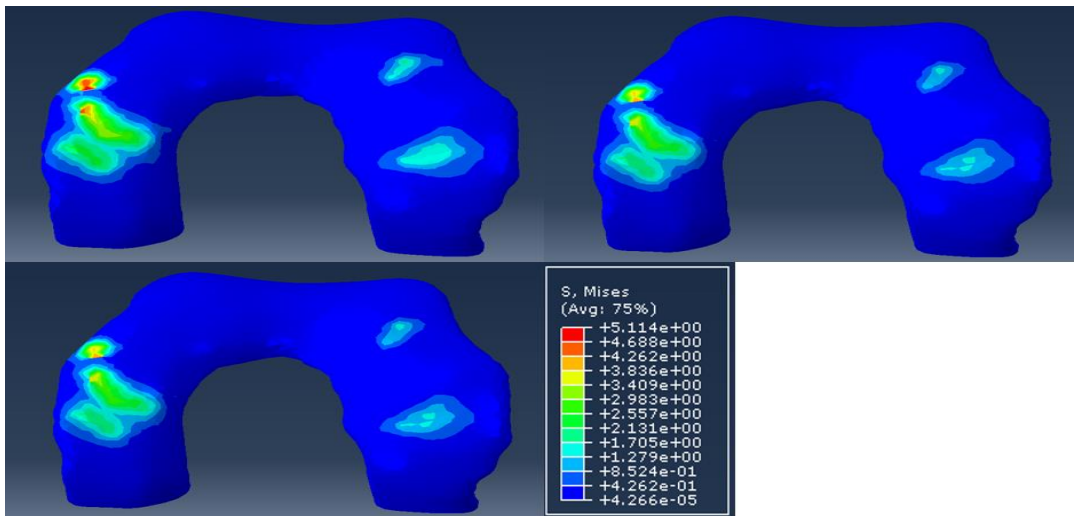 S, Mises
(Avg: 75%)
+5.114e+00
+4.688e+00
+4.262e+00
+3.836e+00
+3.409e+00
+2.983e+00
+2.557e+00
+2.131e+00
+1.705e+00
+1.279e+00
+8.524e-01
+4.262e-01
+4.266e-05